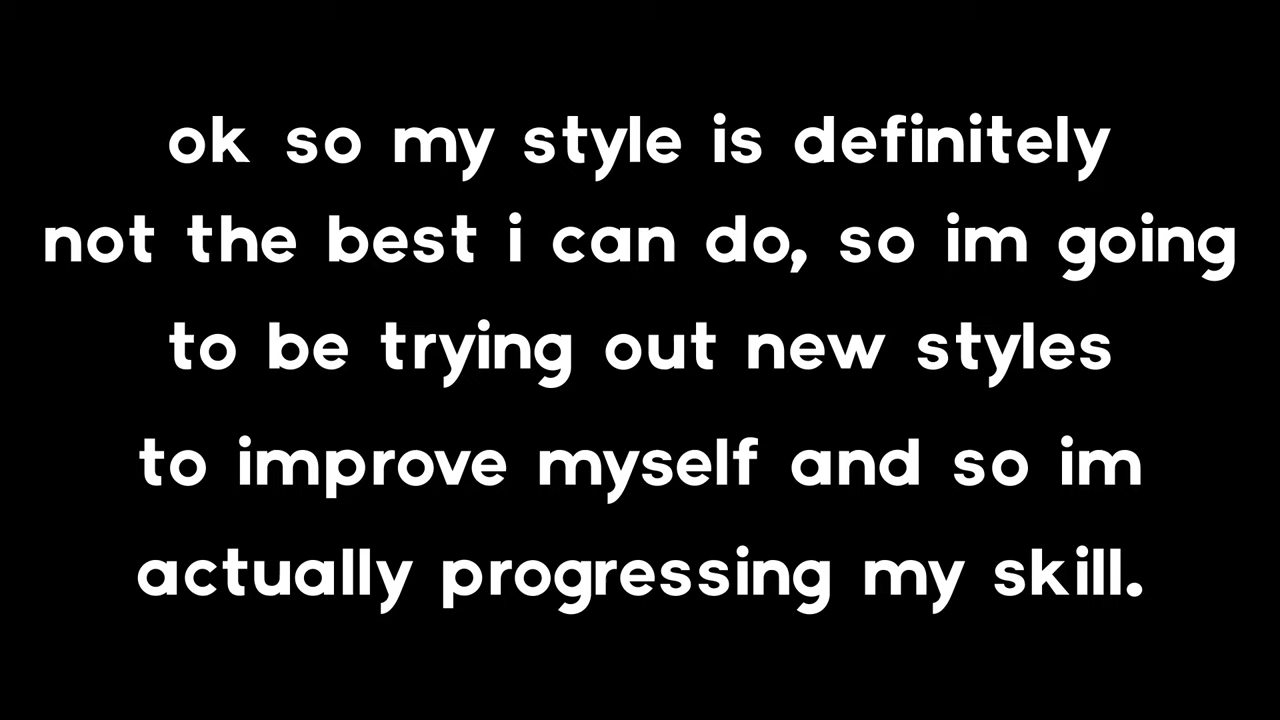 ok so my style is definitely
not the best i can do, so im going
to be trying out new styles
to improve myself and so im
actually progressing my skill.